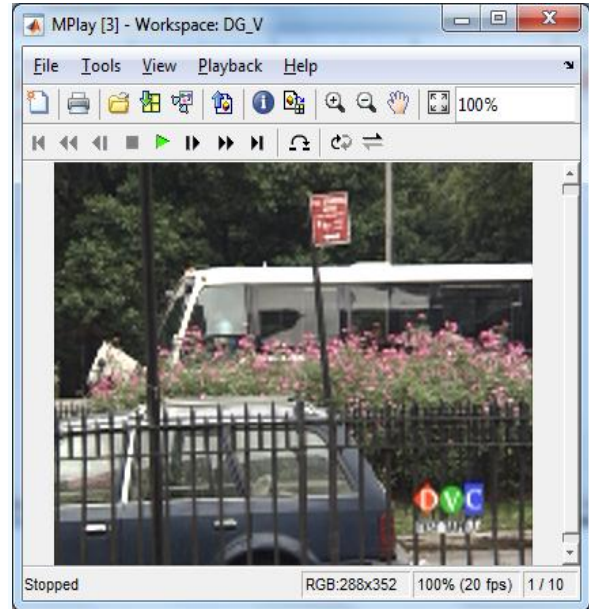 MPlay [3] - Workspace: DG_V
File Tools View Playback Help
100%
DVC
Stopped RGB:288x352 100% (20 fps) 1 / 10